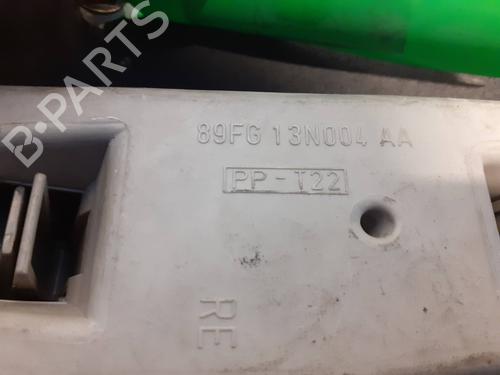 B-PARTS
89FG 13N004 AA
PP-T22
RE